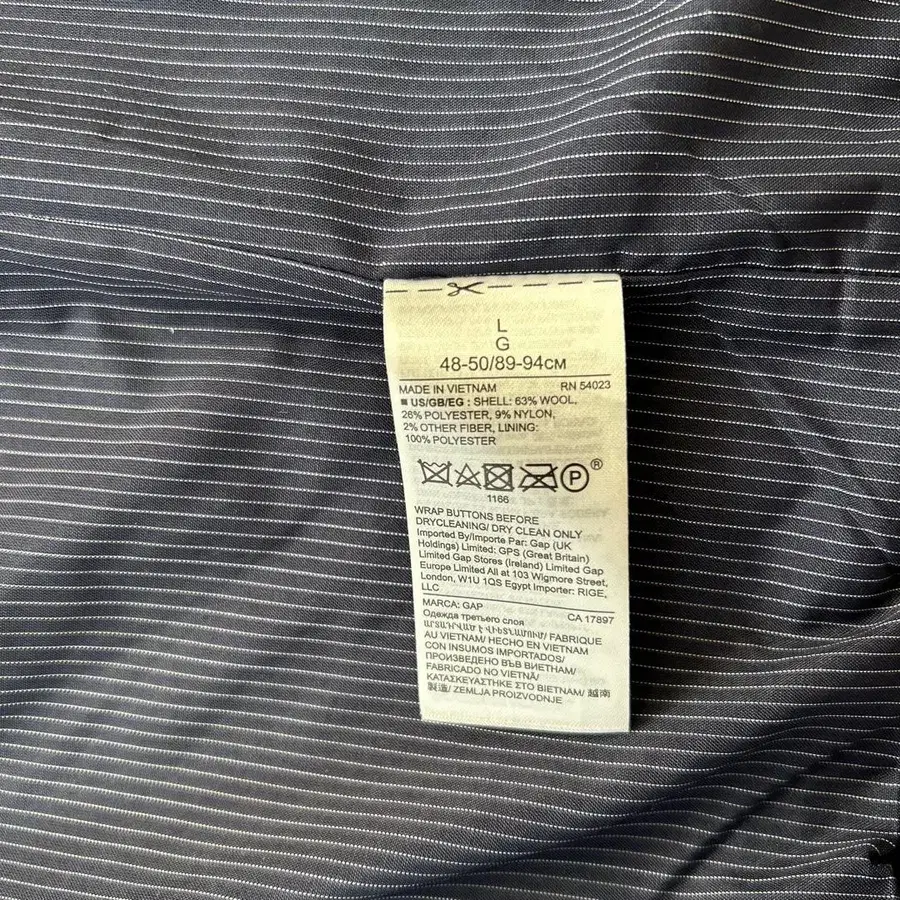 L
G
48-50/89-94CM
MADE IN VIETNAM RN 54023
US/GB/EG : SHELL: 63% WOOL,
26% POLYESTER, 9% NYLON,
2% OTHER FIBER, LINING:
100% POLYESTER
P ®
1166
WRAP BUTTONS BEFORE
DRYCLEANING/ DRY CLEAN ONLY
Imported By/Importe Par: Gap (UK
Holdings) Limited: GPS (Great Britain)
Limited Gap Stores (Ireland) Limited Gap
Europe Limited All at 103 Wigmore Street,
London, W1U 1QS Egypt Importer: RIGE,
LLC
MARCA: GAP CA 17897
Одежда третьего слоя
ԱՐՏԱԴՐՎԱԾ Է ՎԻԵՏՆԱՄՈՒՄ/ FABRIQUE
AU VIETNAM/ HECHO EN VIETNAM
CON INSUMOS IMPORTADOS/
ПРОИЗВЕДЕНО ВЪВ ВИЕТНАМ/
FABRICADO NO VIETNÃ/
ΚΑΤΑΣΚΕΥΑΣΤΗΚΕ ΣΤΟ ΒΙΕΤΝΑΜ/ 越南
製造/ ZEMLJA PROIZVODNJE